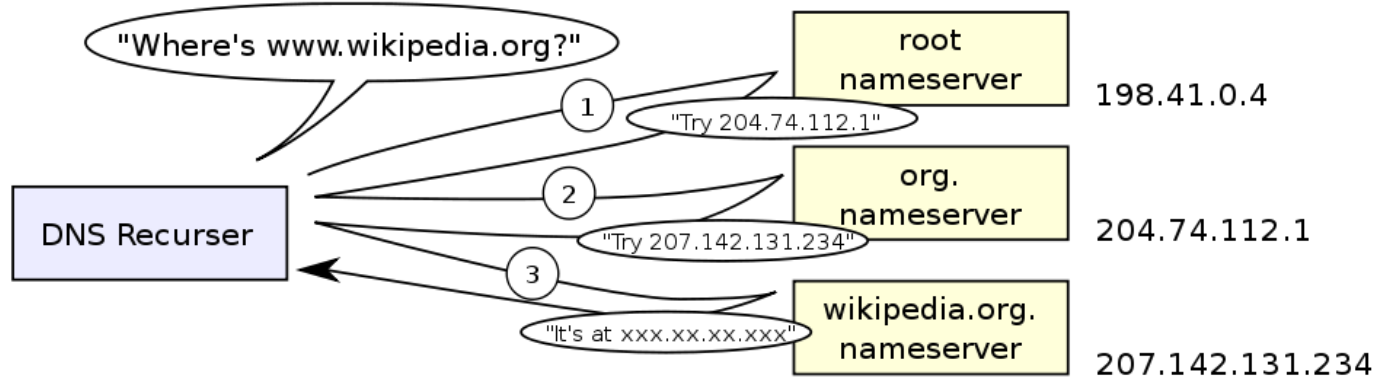 "Where's www.wikipedia.org?"
root
nameserver
198.41.0.4
1
"Try 204.74.112.1"
org.
nameserver
204.74.112.1
2
DNS Recurser
"Try 207.142.131.234"
3
wikipedia.org.
nameserver
207.142.131.234
"It's at xxx.xx.xx.xxx"